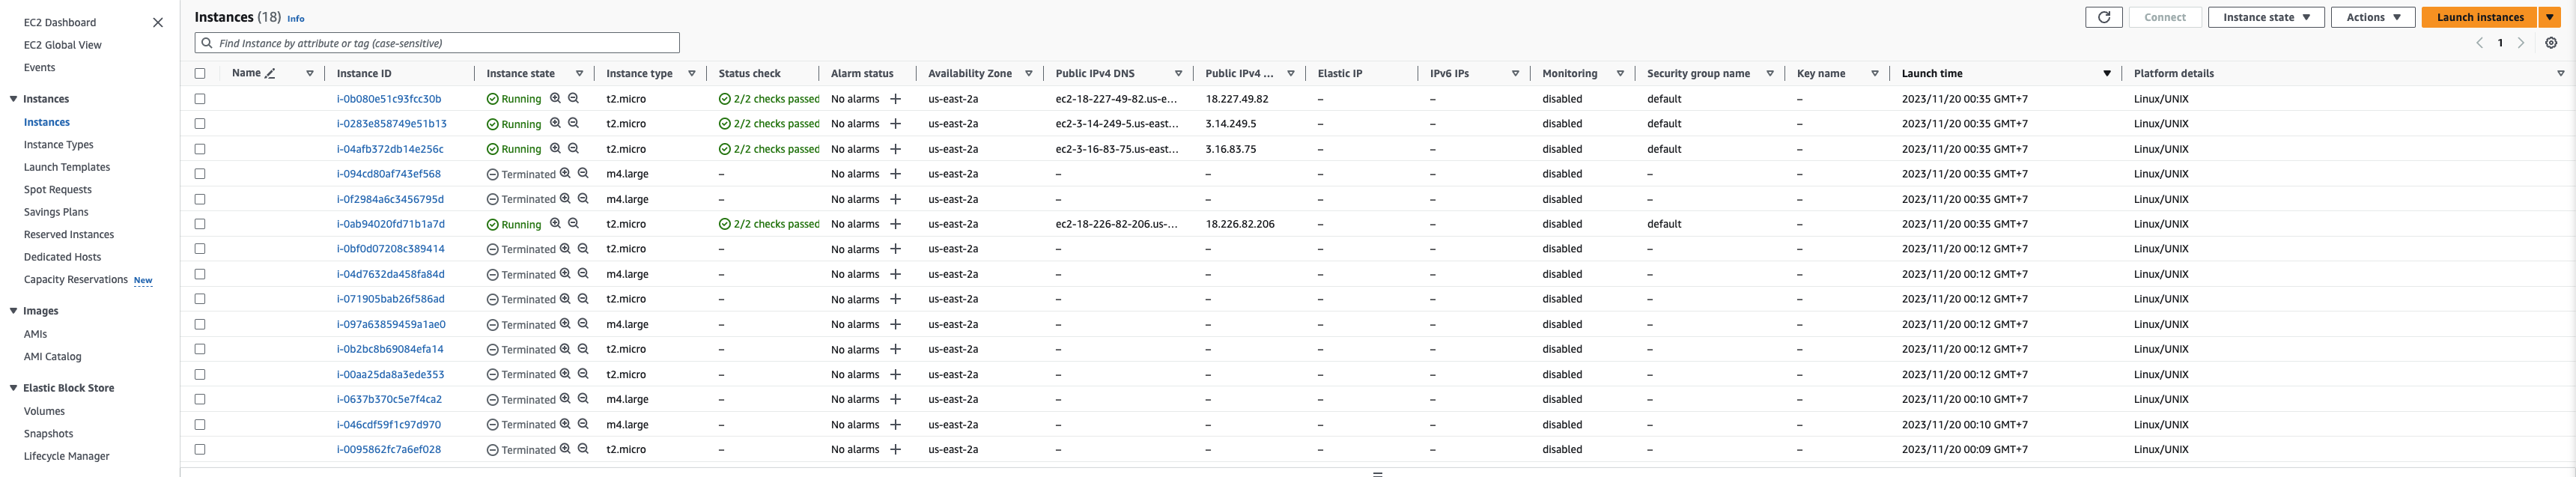 EC2 Dashboard
EC2 Global View
Events
Instances
Instances
Instance Types
Launch Templates
Spot Requests
Savings Plans
Reserved Instances
Dedicated Hosts
Capacity Reservations New
Images
AMIs
AMI Catalog
Elastic Block Store
Volumes
Snapshots
Lifecycle Manager
Instances (18) Info
Connect Instance state Actions Launch instances
Find Instance by attribute or tag (case-sensitive)
1
Name Instance ID Instance state Instance type Status check Alarm status Availability Zone Public IPv4 DNS Public IPv4 ... Elastic IP IPv6 IPs Monitoring Security group name Key name Launch time Platform details
i-0b080e51c93fcc30b Running t2.micro 2/2 checks passed No alarms + us-east-2a ec2-18-227-49-82.us-e... 18.227.49.82 – – disabled default – 2023/11/20 00:35 GMT+7 Linux/UNIX
i-0283e858749e51b13 Running t2.micro 2/2 checks passed No alarms + us-east-2a ec2-3-14-249-5.us-east... 3.14.249.5 – – disabled default – 2023/11/20 00:35 GMT+7 Linux/UNIX
i-04afb372db14e256c Running t2.micro 2/2 checks passed No alarms + us-east-2a ec2-3-16-83-75.us-east... 3.16.83.75 – – disabled default – 2023/11/20 00:35 GMT+7 Linux/UNIX
i-094cd80af743ef568 Terminated m4.large – No alarms + us-east-2a – – – – disabled – – 2023/11/20 00:35 GMT+7 Linux/UNIX
i-0f2984a6c3456795d Terminated m4.large – No alarms + us-east-2a – – – – disabled – – 2023/11/20 00:35 GMT+7 Linux/UNIX
i-0ab94020fd71b1a7d Running t2.micro 2/2 checks passed No alarms + us-east-2a ec2-18-226-82-206.us-... 18.226.82.206 – – disabled default – 2023/11/20 00:35 GMT+7 Linux/UNIX
i-0bf0d07208c389414 Terminated t2.micro – No alarms + us-east-2a – – – – disabled – – 2023/11/20 00:12 GMT+7 Linux/UNIX
i-04d7632da458fa84d Terminated m4.large – No alarms + us-east-2a – – – – disabled – – 2023/11/20 00:12 GMT+7 Linux/UNIX
i-071905bab26f586ad Terminated t2.micro – No alarms + us-east-2a – – – – disabled – – 2023/11/20 00:12 GMT+7 Linux/UNIX
i-097a63859459a1ae0 Terminated m4.large – No alarms + us-east-2a – – – – disabled – – 2023/11/20 00:12 GMT+7 Linux/UNIX
i-0b2bc8b69084efa14 Terminated t2.micro – No alarms + us-east-2a – – – – disabled – – 2023/11/20 00:12 GMT+7 Linux/UNIX
i-00aa25da8a3ede353 Terminated t2.micro – No alarms + us-east-2a – – – – disabled – – 2023/11/20 00:12 GMT+7 Linux/UNIX
i-0637b370c5e7f4ca2 Terminated m4.large – No alarms + us-east-2a – – – – disabled – – 2023/11/20 00:10 GMT+7 Linux/UNIX
i-046cdf59f1c97d970 Terminated m4.large – No alarms + us-east-2a – – – – disabled – – 2023/11/20 00:10 GMT+7 Linux/UNIX
i-0095862fc7a6ef028 Terminated t2.micro – No alarms + us-east-2a – – – – disabled – – 2023/11/20 00:09 GMT+7 Linux/UNIX